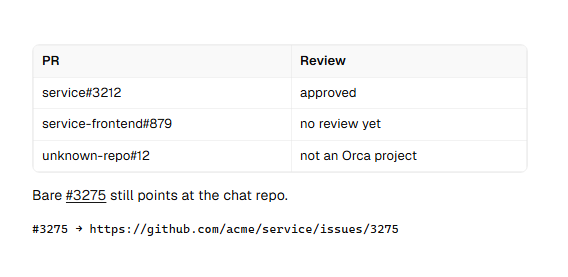 PR Review
service#3212 approved
service-frontend#879 no review yet
unknown-repo#12 not an Orca project
Bare #3275 still points at the chat repo.
#3275 → https://github.com/acme/service/issues/3275